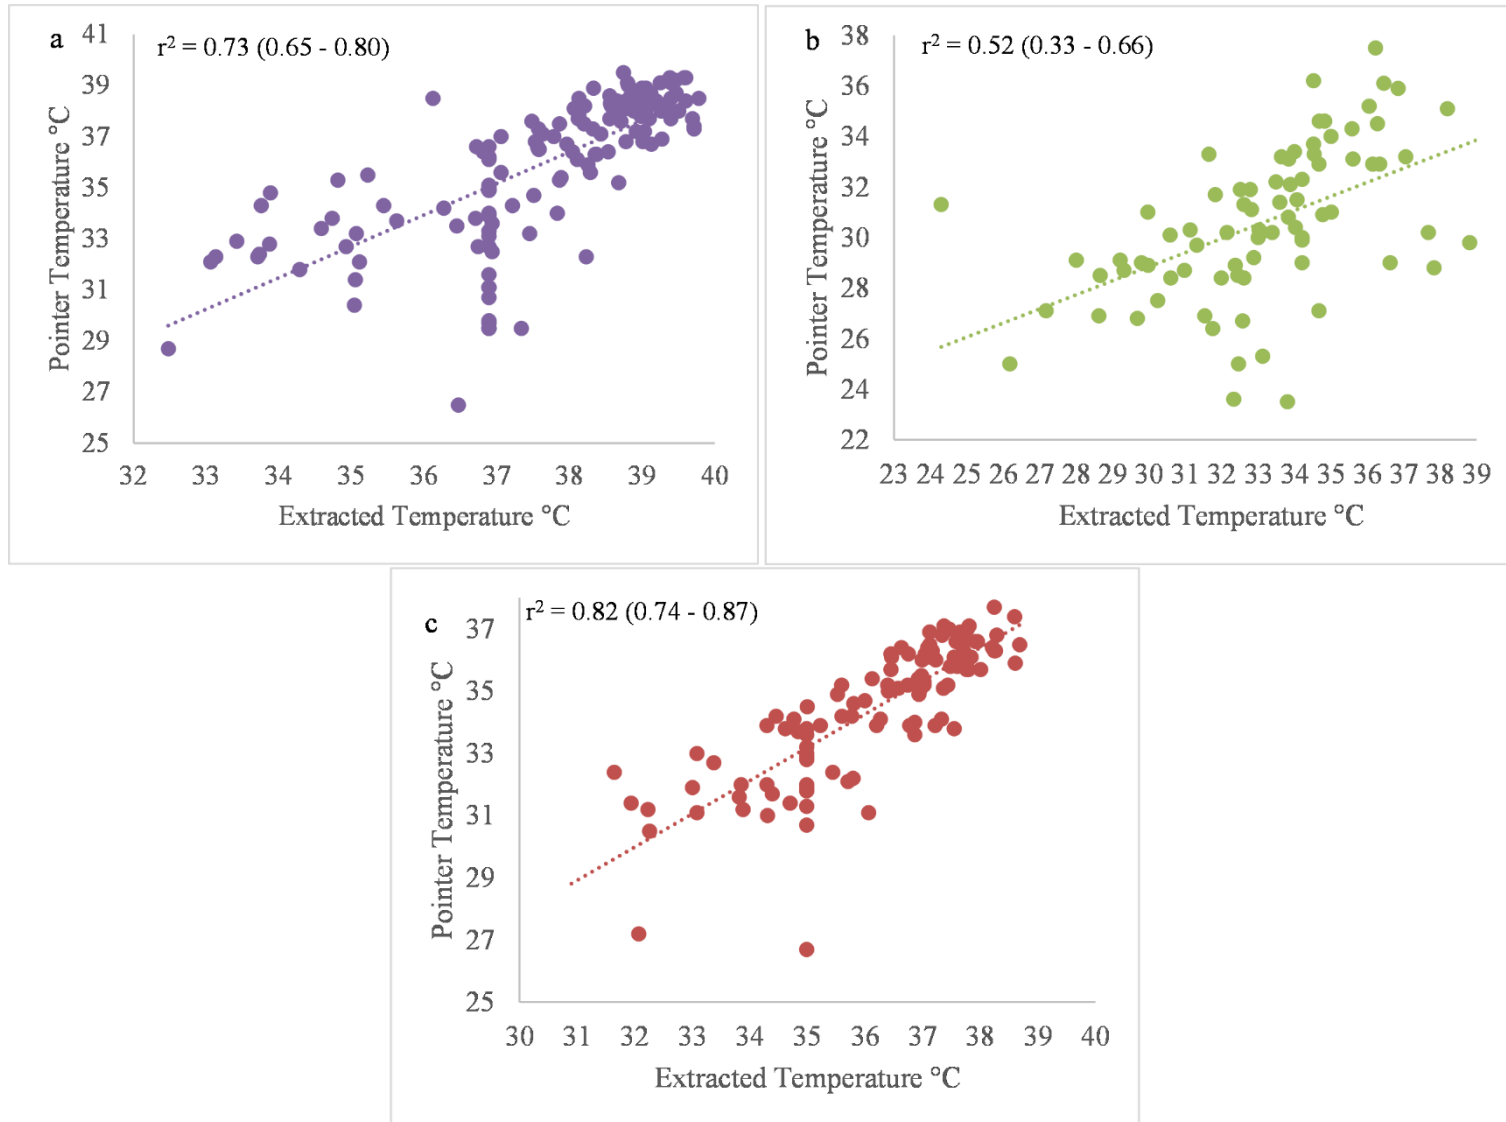 a
r² = 0.73 (0.65 - 0.80)
Pointer Temperature °C
41
39
37
35
33
31
29
27
25
32 33 34 35 36 37 38 39 40
Extracted Temperature °C
b
r² = 0.52 (0.33 - 0.66)
Pointer Temperature °C
38
36
34
32
30
28
26
24
22
23 24 25 26 27 28 29 30 31 32 33 34 35 36 37 38 39
Extracted Temperature °C
c
r² = 0.82 (0.74 - 0.87)
Pointer Temperature °C
37
35
33
31
29
27
25
30 31 32 33 34 35 36 37 38 39 40
Extracted Temperature °C